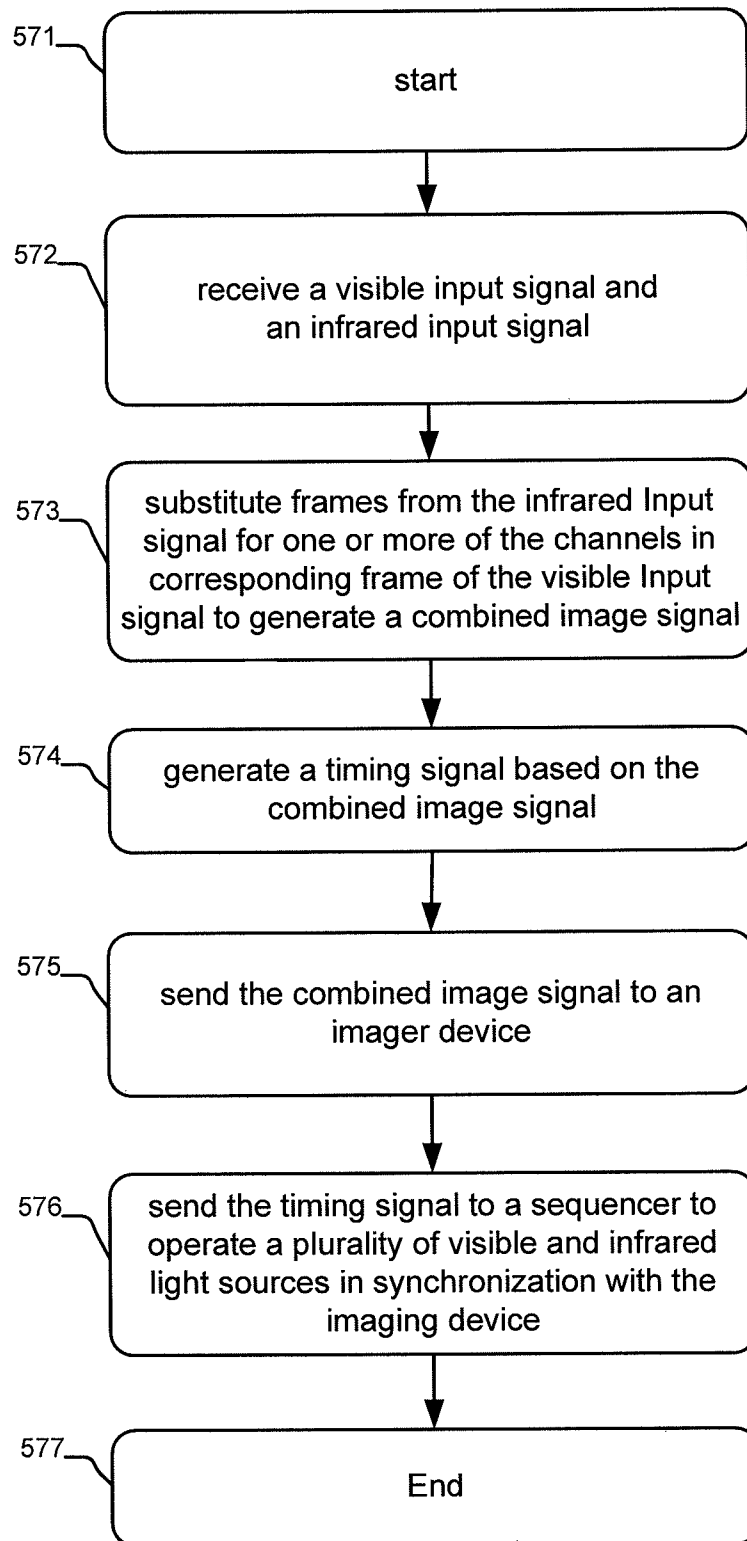 571
start
572
receive a visible input signal and
an infrared input signal
573
substitute frames from the infrared Input
signal for one or more of the channels in
corresponding frame of the visible Input
signal to generate a combined image signal
574
generate a timing signal based on the
combined image signal
575
send the combined image signal to an
imager device
576
send the timing signal to a sequencer to
operate a plurality of visible and infrared
light sources in synchronization with the
imaging device
577
End